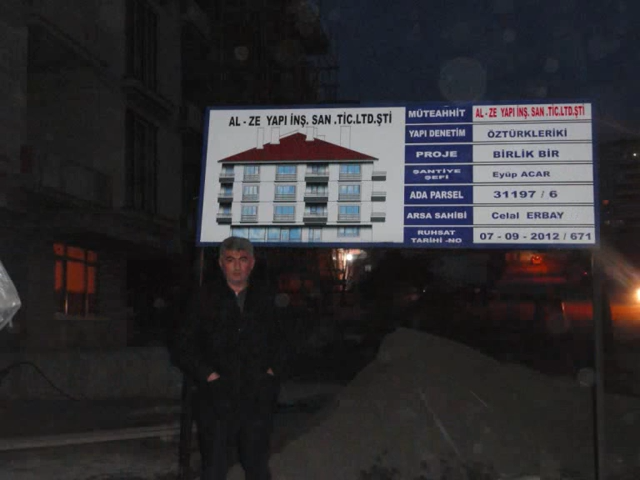 AL - ZE YAPI İNŞ. SAN .TİC.LTD.ŞTİ
MÜTEAHHİT AL - ZE YAPI İNŞ. SAN .TİC.LTD.ŞTİ
YAPI DENETİM ÖZTÜRKLERİKİ
PROJE BİRLİK BİR
ŞANTİYE ŞEFİ Eyüp ACAR
ADA PARSEL 31197 / 6
ARSA SAHİBİ Celal ERBAY
RUHSAT TARİHİ -NO 07 - 09 - 2012 / 671